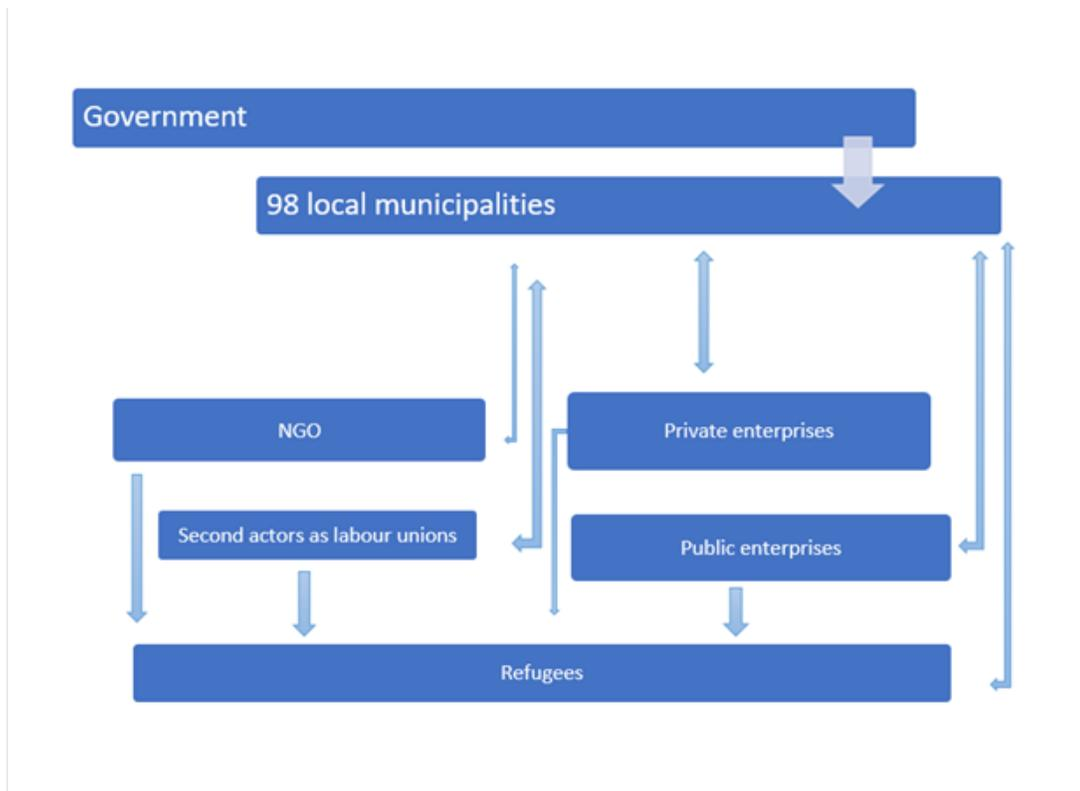 Government
98 local municipalities
NGO
Private enterprises
Second actors as labour unions
Public enterprises
Refugees